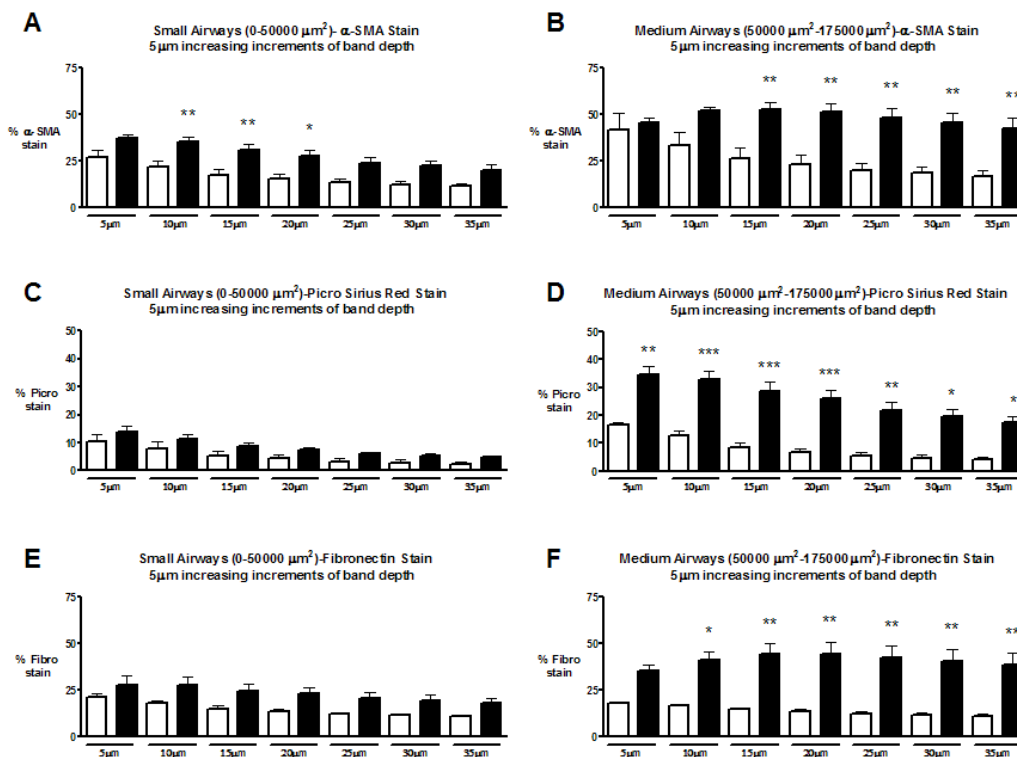 A
Small Airways (0-50000 µm²)- α-SMA Stain
5µm increasing increments of band depth
75
50
25
0
% α-SMA
stain
** ** *
5µm 10µm 15µm 20µm 25µm 30µm 35µm
B
Medium Airways (50000 µm²-175000µm²)-α-SMA Stain
5µm increasing increments of band depth
75
50
25
0
% α-SMA
stain
** ** ** ** **
5µm 10µm 15µm 20µm 25µm 30µm 35µm
C
Small Airways (0-50000 µm²)-Picro Sirius Red Stain
5µm increasing increments of band depth
50
40
30
20
10
0
% Picro
stain
5µm 10µm 15µm 20µm 25µm 30µm 35µm
D
Medium Airways (50000 µm²-175000µm²)-Picro Sirius Red Stain
5µm increasing increments of band depth
50
40
30
20
10
0
% Picro
stain
** *** *** *** ** * *
5µm 10µm 15µm 20µm 25µm 30µm 35µm
E
Small Airways (0-50000 µm²)-Fibronectin Stain
5µm increasing increments of band depth
75
50
25
0
% Fibro
stain
5µm 10µm 15µm 20µm 25µm 30µm 35µm
F
Medium Airways (50000 µm²-175000µm²)-Fibronectin Stain
5µm increasing increments of band depth
75
50
25
0
% Fibro
stain
* ** ** ** ** **
5µm 10µm 15µm 20µm 25µm 30µm 35µm